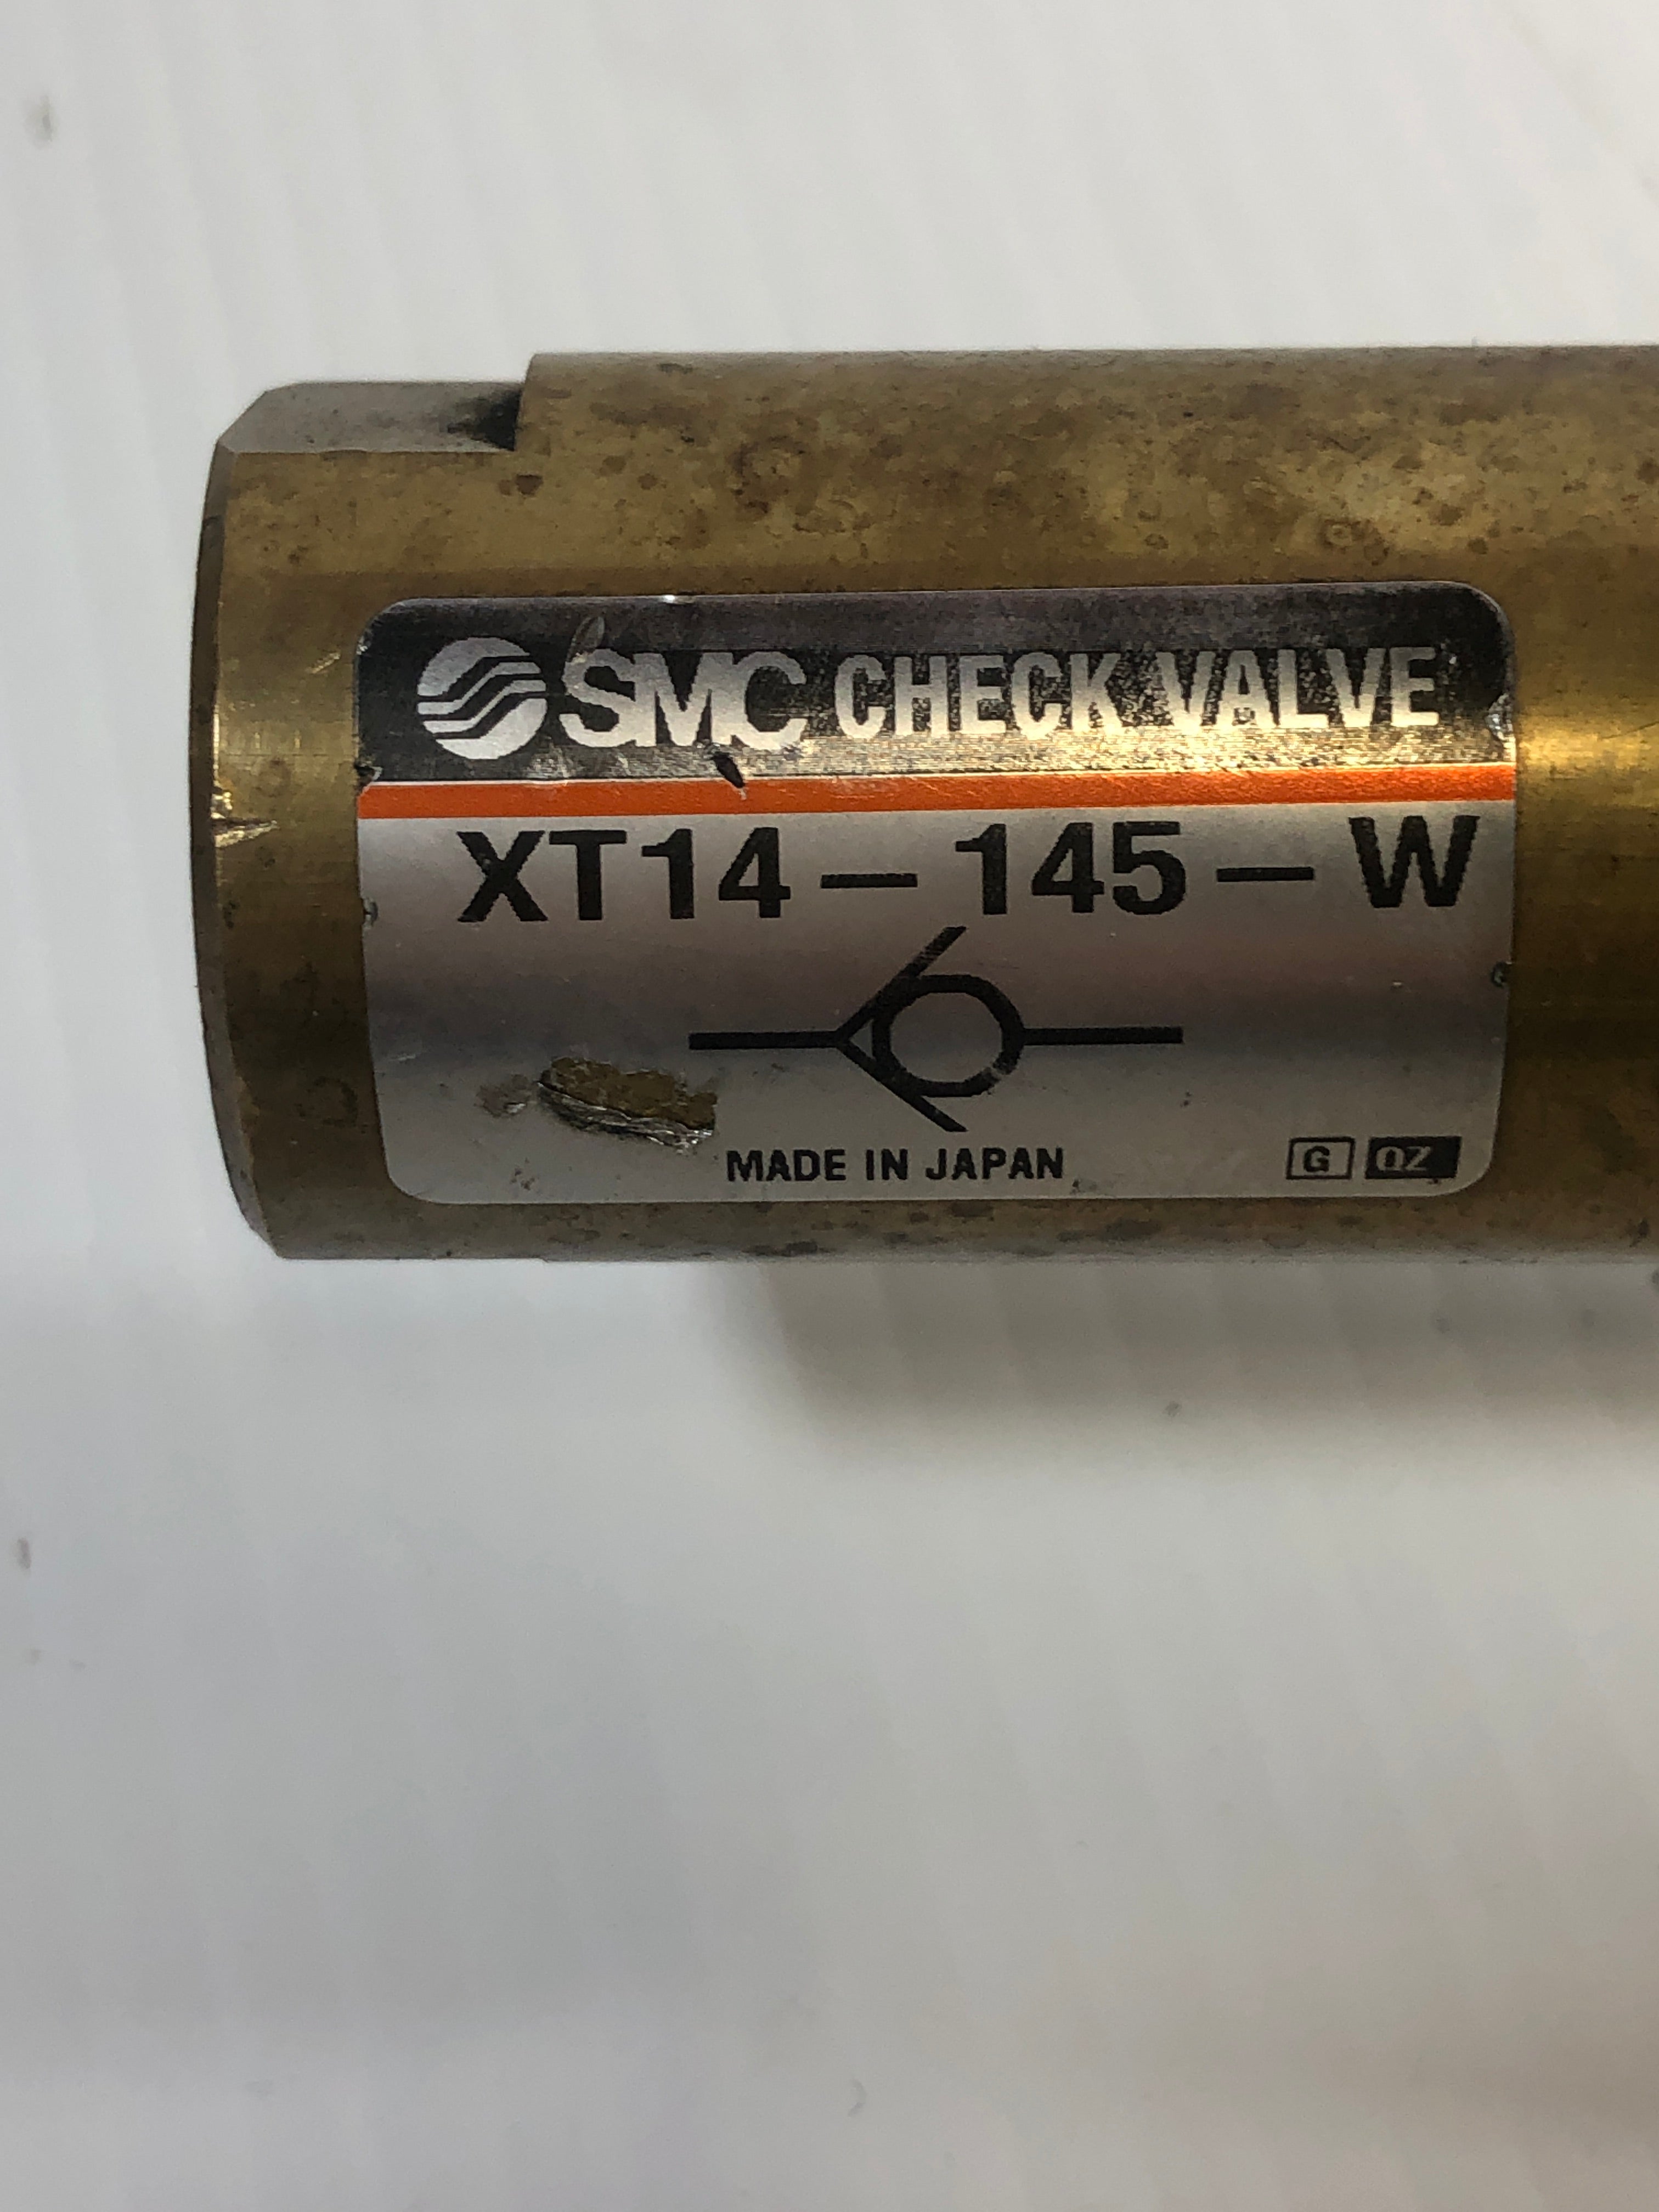 SMC CHECK VALVE
XT14-145-W
MADE IN JAPAN G QZ